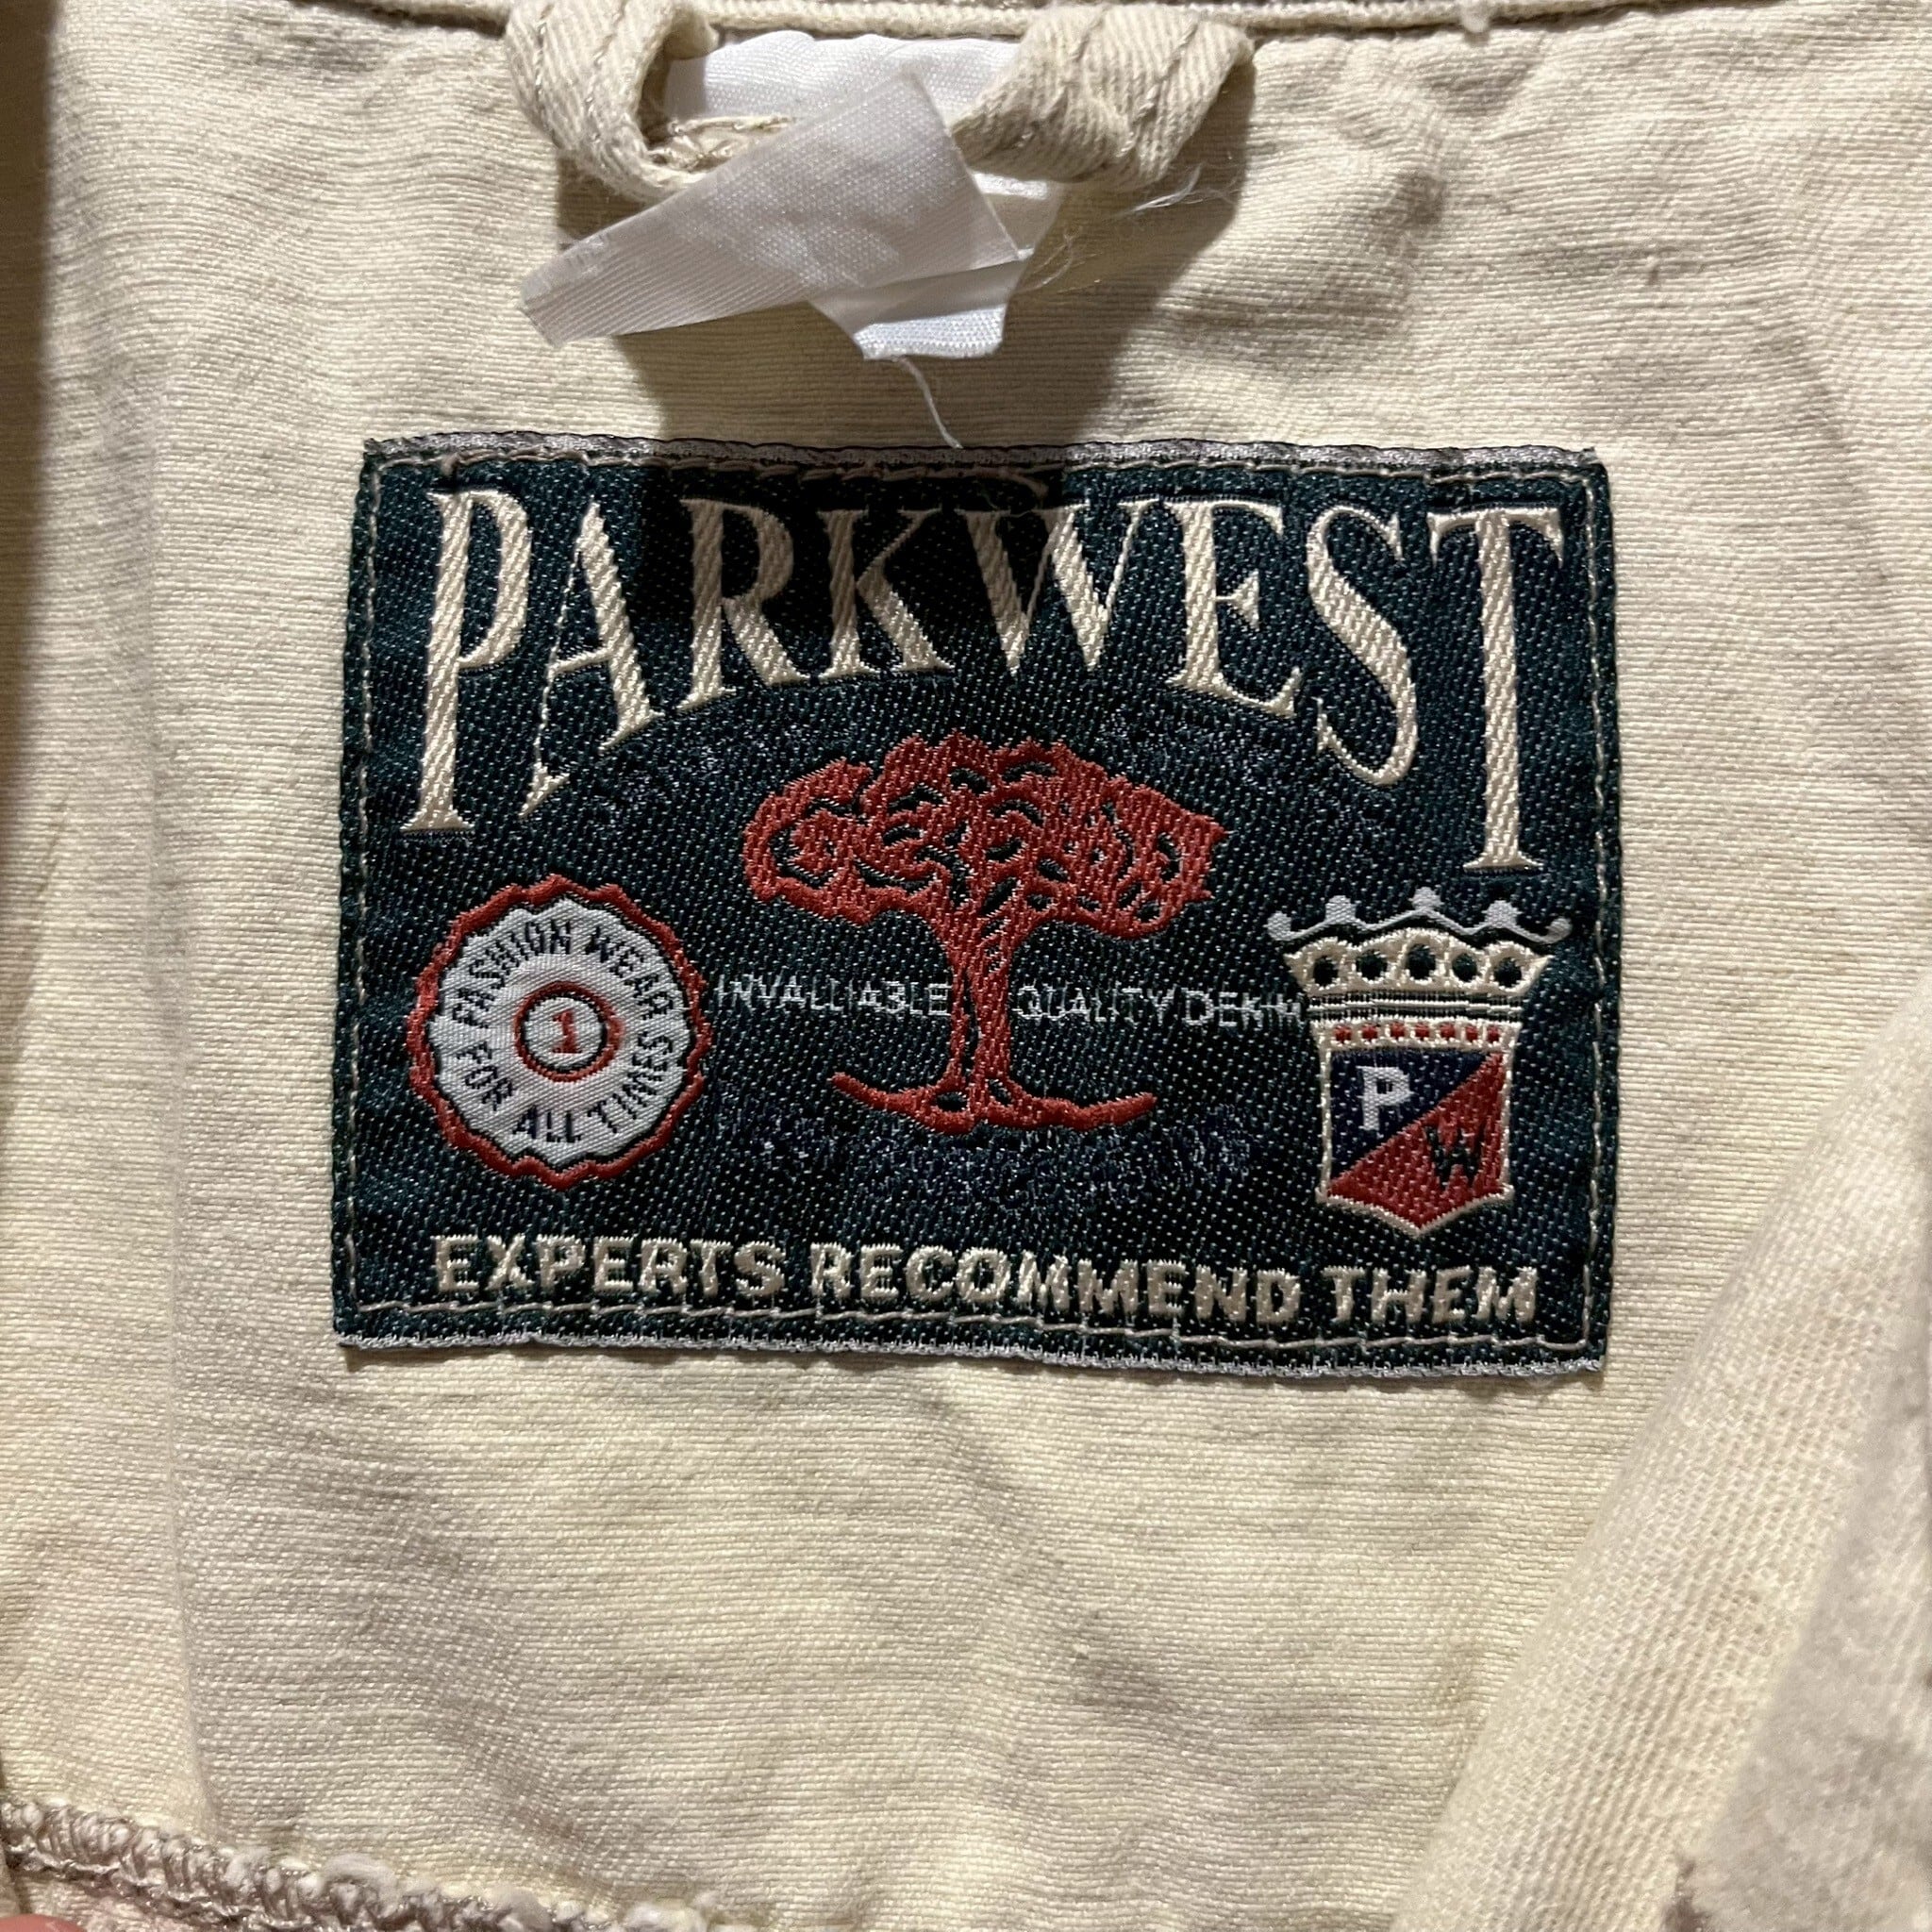 PARKWEST
FASHION WEAR
FOR ALL TIMES
1
INVALLIABLE QUALITY DENIM
P
W
EXPERTS RECOMMEND THEM